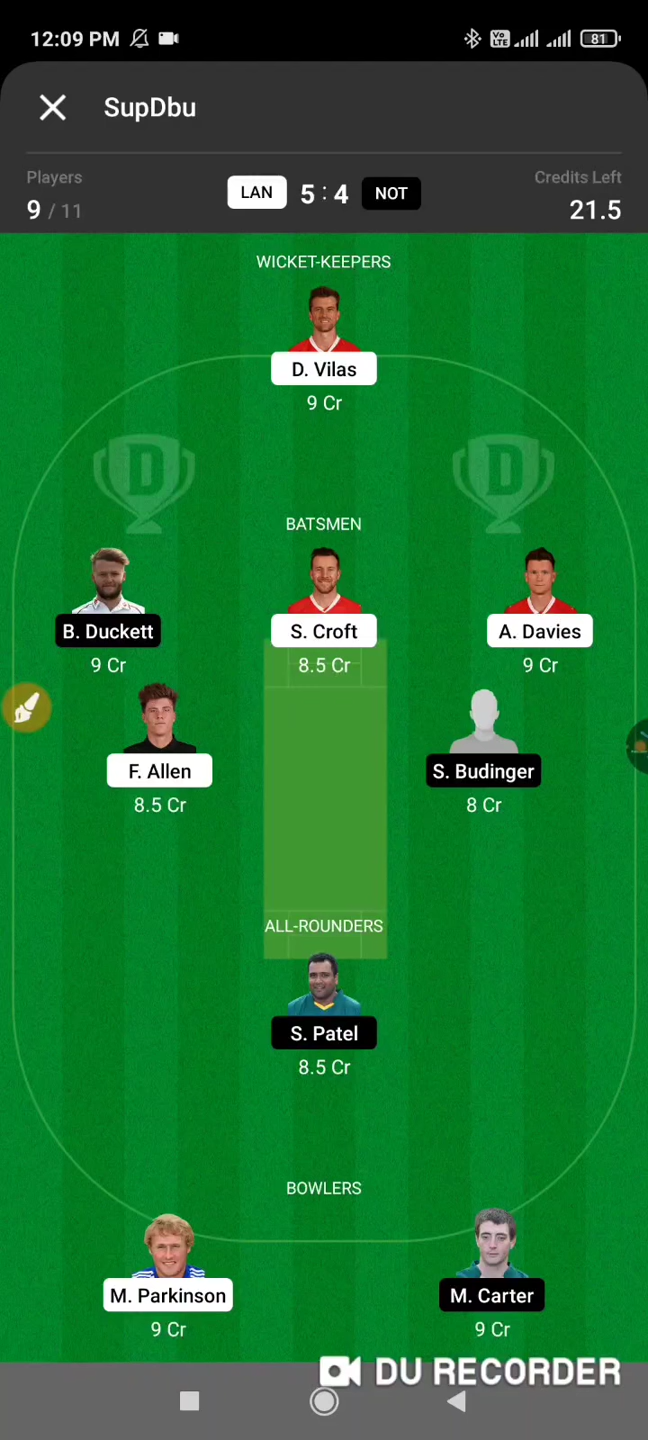 12:09 PM
Vo LTE
81
SupDbu
Players
Credits Left
9 / 11
LAN 5 : 4 NOT
21.5
WICKET-KEEPERS
D. Vilas
9 Cr
D
D
BATSMEN
B. Duckett
S. Croft
A. Davies
9 Cr
8.5 Cr
9 Cr
F. Allen
S. Budinger
8.5 Cr
8 Cr
ALL-ROUNDERS
S. Patel
8.5 Cr
BOWLERS
M. Parkinson
M. Carter
9 Cr
9 Cr
DU RECORDER